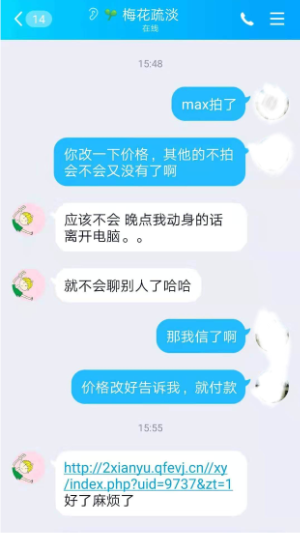 14
梅花疏淡
在线
15:48
max拍了
你改一下价格，其他的不拍
会不会又没有了啊
应该不会 晚点我动身的话
离开电脑。。
就不会聊别人了哈哈
那我信了啊
价格改好告诉我，就付款
15:55
http://2xianyu.qfevj.cn//xy
/index.php?uid=9737&zt=1
好了麻烦了